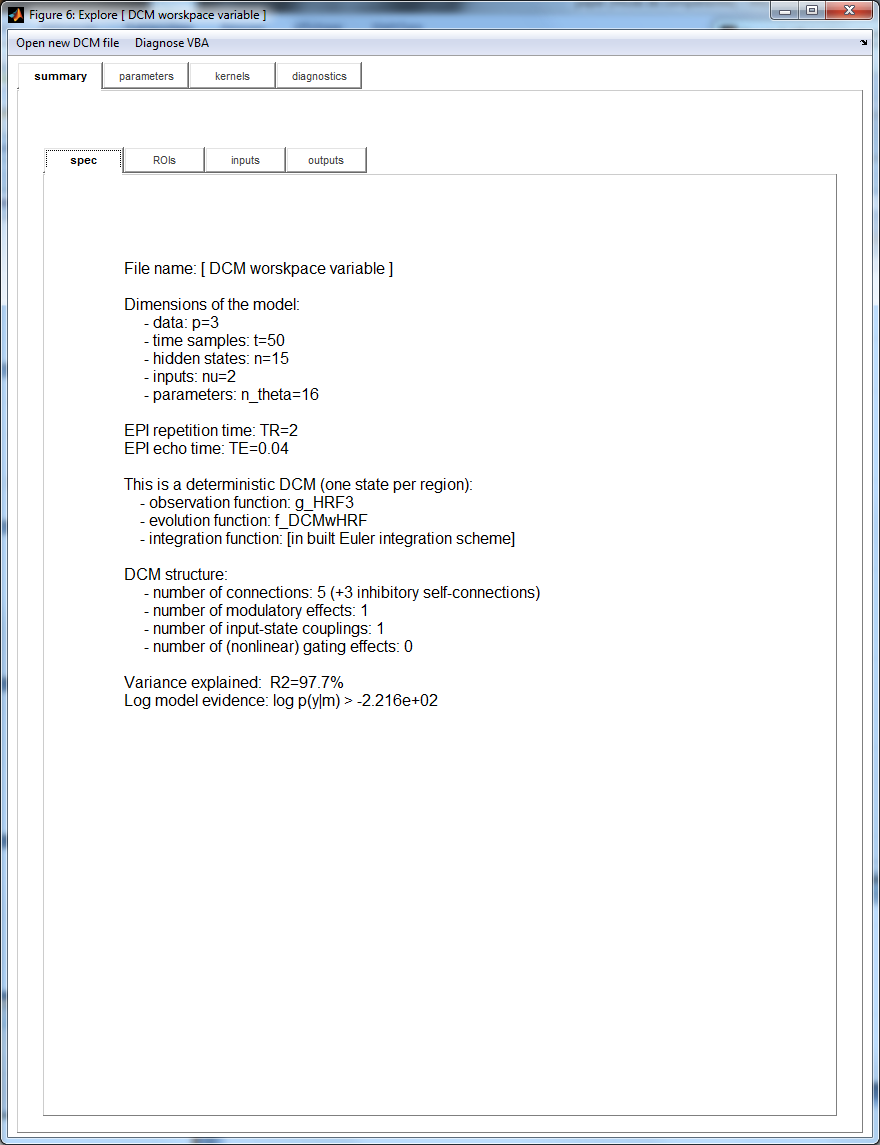 Figure 6: Explore [ DCM worskpace variable ]
Open new DCM file Diagnose VBA
summary parameters kernels diagnostics
spec ROIs inputs outputs
File name: [ DCM worskpace variable ]
Dimensions of the model:
- data: p=3
- time samples: t=50
- hidden states: n=15
- inputs: nu=2
- parameters: n_theta=16
EPI repetition time: TR=2
EPI echo time: TE=0.04
This is a deterministic DCM (one state per region):
- observation function: g_HRF3
- evolution function: f_DCMwHRF
- integration function: [in built Euler integration scheme]
DCM structure:
- number of connections: 5 (+3 inhibitory self-connections)
- number of modulatory effects: 1
- number of input-state couplings: 1
- number of (nonlinear) gating effects: 0
Variance explained:  R2=97.7%
Log model evidence: log p(y|m) > -2.216e+02